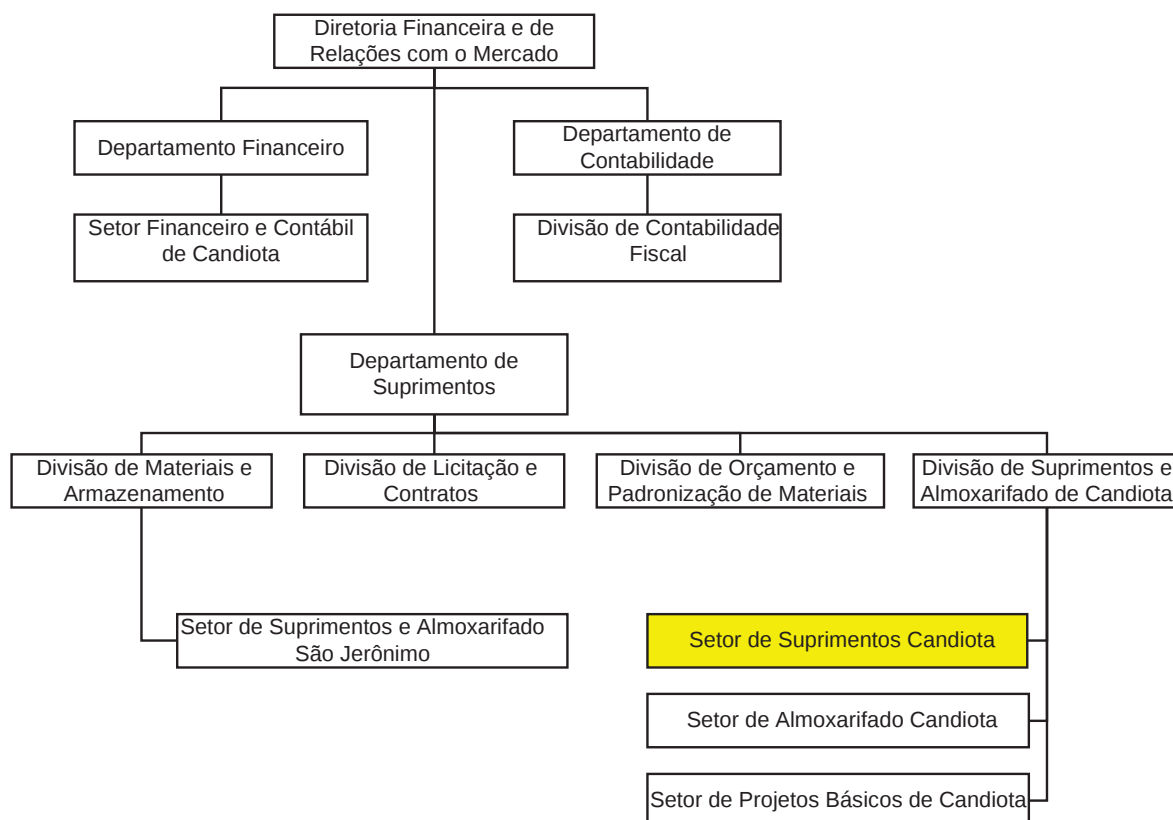 Diretoria Financeira e de
Relações com o Mercado
Departamento Financeiro
Departamento de
Contabilidade
Setor Financeiro e Contábil
de Candiota
Divisão de Contabilidade
Fiscal
Departamento de
Suprimentos
Divisão de Materiais e
Armazenamento
Divisão de Licitação e
Contratos
Divisão de Orçamento e
Padronização de Materiais
Divisão de Suprimentos e
Almoxarifado de Candiota
Setor de Suprimentos e Almoxarifado
São Jerônimo
Setor de Suprimentos Candiota
Setor de Almoxarifado Candiota
Setor de Projetos Básicos de Candiota